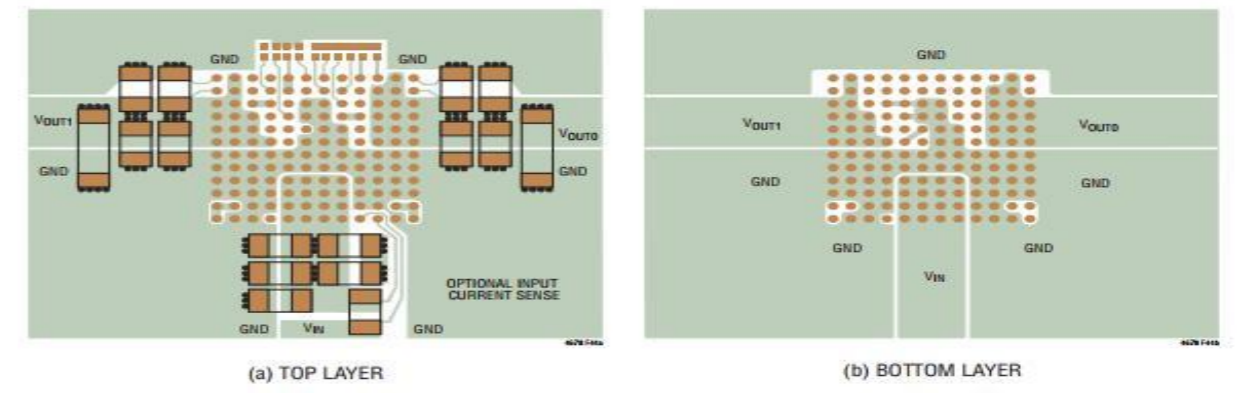 GND
GND
VOUT1
VOUT0
GND
GND
OPTIONAL INPUT
CURRENT SENSE
GND
VIN
GND
(a) TOP LAYER
GND
VOUT1
VOUT0
GND
GND
GND
GND
VIN
(b) BOTTOM LAYER